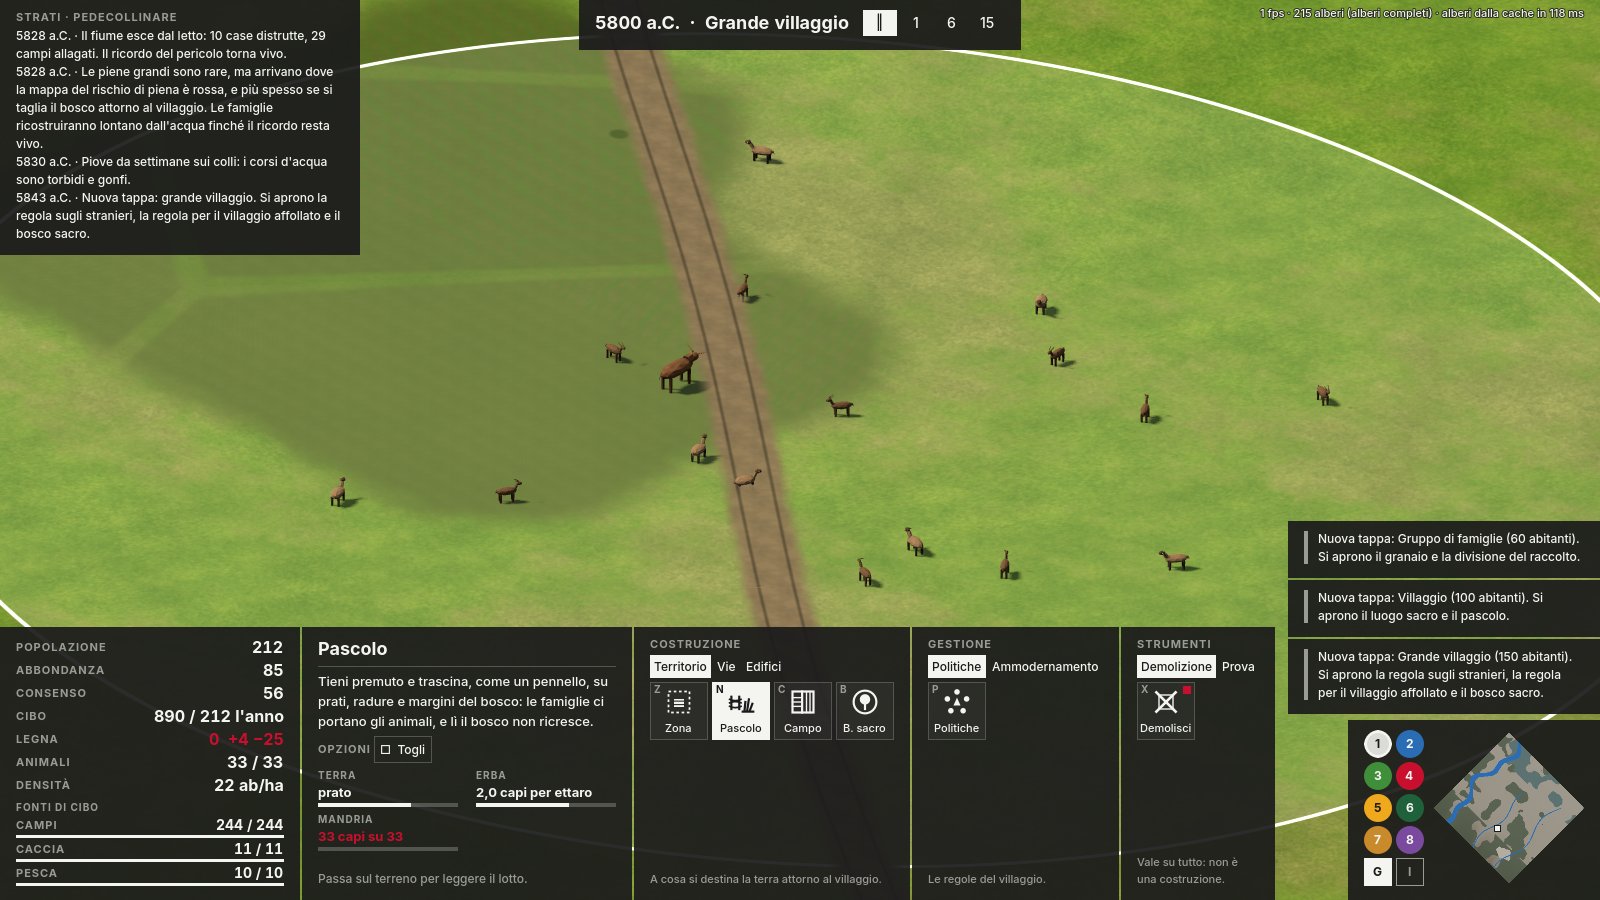 STRATI · PEDECOLLINARE
5828 a.C. · Il fiume esce dal letto: 10 case distrutte, 29
campi allagati. Il ricordo del pericolo torna vivo.
5828 a.C. · Le piene grandi sono rare, ma arrivano dove
la mappa del rischio di piena è rossa, e più spesso se si
taglia il bosco attorno al villaggio. Le famiglie
ricostruiranno lontano dall'acqua finché il ricordo resta
vivo.
5830 a.C. · Piove da settimane sui colli: i corsi d'acqua
sono torbidi e gonfi.
5843 a.C. · Nuova tappa: grande villaggio. Si aprono la
regola sugli stranieri, la regola per il villaggio affollato e il
bosco sacro.
5800 a.C. · Grande villaggio ‖ 1 6 15
1 fps · 215 alberi (alberi completi) · alberi dalla cache in 118 ms
Nuova tappa: Gruppo di famiglie (60 abitanti).
Si aprono il granaio e la divisione del raccolto.
Nuova tappa: Villaggio (100 abitanti). Si
aprono il luogo sacro e il pascolo.
Nuova tappa: Grande villaggio (150 abitanti).
Si aprono la regola sugli stranieri, la regola
per il villaggio affollato e il bosco sacro.
POPOLAZIONE 212
ABBONDANZA 85
CONSENSO 56
CIBO 890 / 212 l'anno
LEGNA 0 +4 −25
ANIMALI 33 / 33
DENSITÀ 22 ab/ha
FONTI DI CIBO
CAMPI 244 / 244
CACCIA 11 / 11
PESCA 10 / 10
Pascolo
Tieni premuto e trascina, come un pennello, su
prati, radure e margini del bosco: le famiglie ci
portano gli animali, e lì il bosco non ricresce.
OPZIONI Togli
TERRA ERBA
prato 2,0 capi per ettaro
MANDRIA
33 capi su 33
Passa sul terreno per leggere il lotto.
COSTRUZIONE
Territorio Vie Edifici
Z N C B
Zona Pascolo Campo B. sacro
A cosa si destina la terra attorno al villaggio.
GESTIONE
Politiche Ammodernamento
P
Politiche
Le regole del villaggio.
STRUMENTI
Demolizione Prova
X
Demolisci
Vale su tutto: non è
una costruzione.
1 2
3 4
5 6
7 8
G I